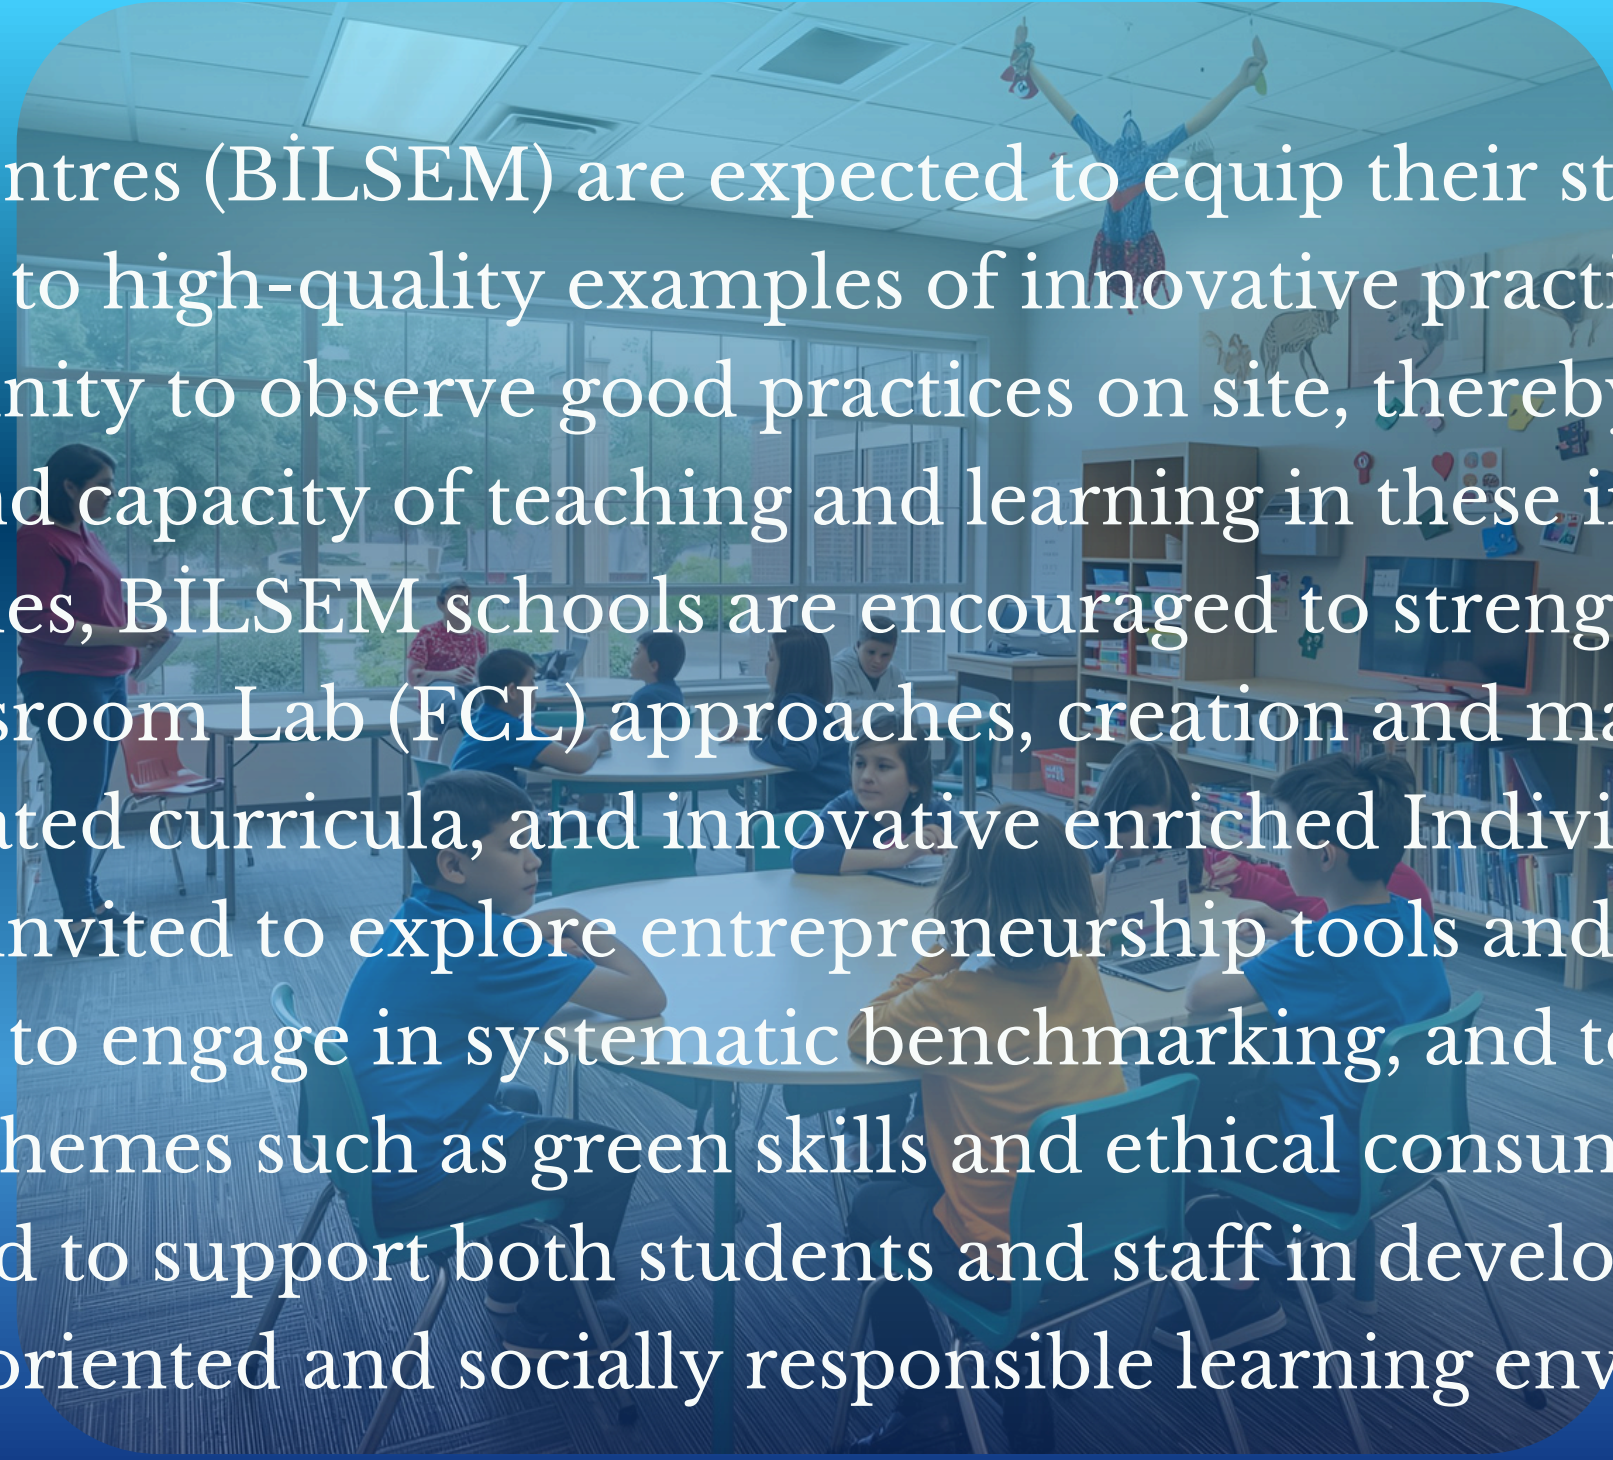 ntres (BİLSEM) are expected to equip their st
to high-quality examples of innovative practi
nity to observe good practices on site, thereby
nd capacity of teaching and learning in these i
es, BİLSEM schools are encouraged to streng
sroom Lab (FCL) approaches, creation and ma
ated curricula, and innovative enriched Indivi
nvited to explore entrepreneurship tools and
to engage in systematic benchmarking, and to
hemes such as green skills and ethical consum
d to support both students and staff in develo
oriented and socially responsible learning env